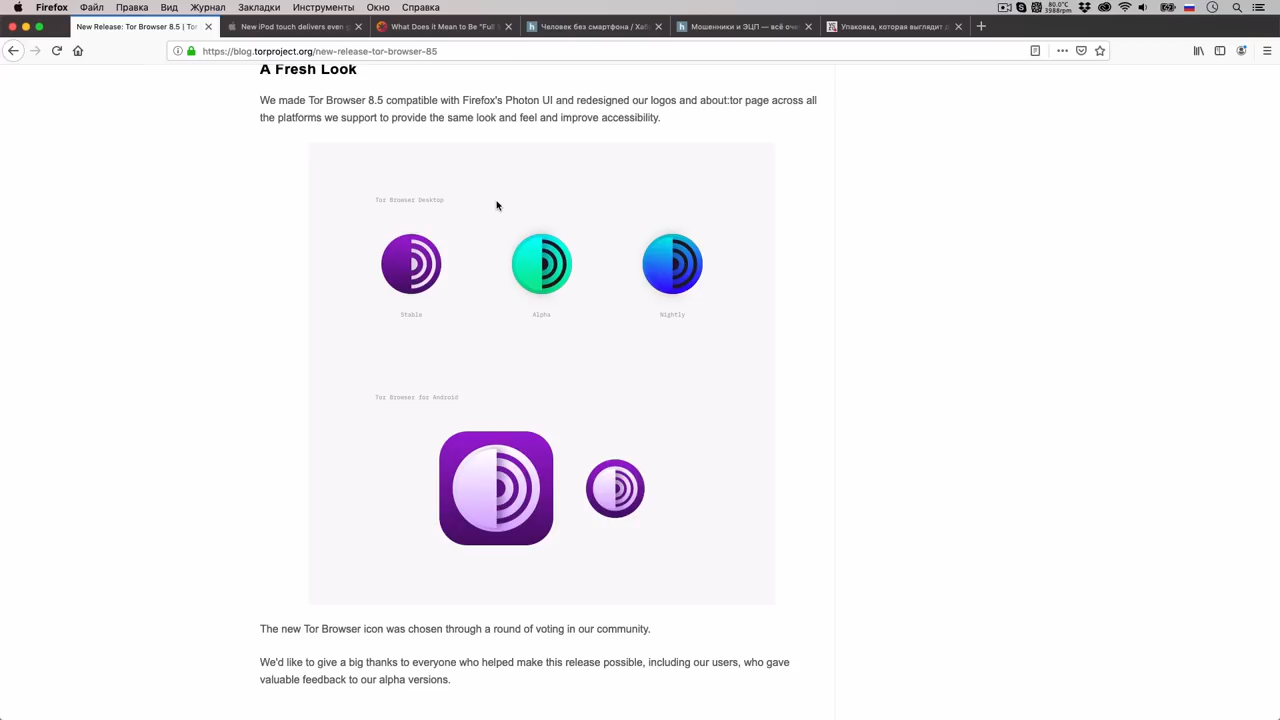 Firefox Файл Правка Вид Журнал Закладки Инструменты Окно Справка
80.0°C
3988rpm
New Release: Tor Browser 8.5 | Tor
New iPod touch delivers even g
What Does it Mean to Be "Full
Человек без смартфона / Хаб
Мошенники и ЭЦП — всё оче
Упаковка, которая выглядит д
https://blog.torproject.org/new-release-tor-browser-85
A Fresh Look
We made Tor Browser 8.5 compatible with Firefox's Photon UI and redesigned our logos and about:tor page across all
the platforms we support to provide the same look and feel and improve accessibility.
Tor Browser Desktop
Stable Alpha Nightly
Tor Browser for Android
The new Tor Browser icon was chosen through a round of voting in our community.
We'd like to give a big thanks to everyone who helped make this release possible, including our users, who gave
valuable feedback to our alpha versions.